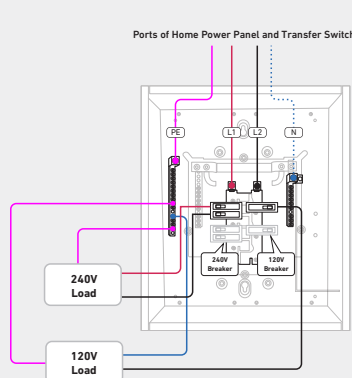 Ports of Home Power Panel and Transfer Switch
PE
L1
L2
N
240V
Breaker
120V
Breaker
240V
Load
120V
Load